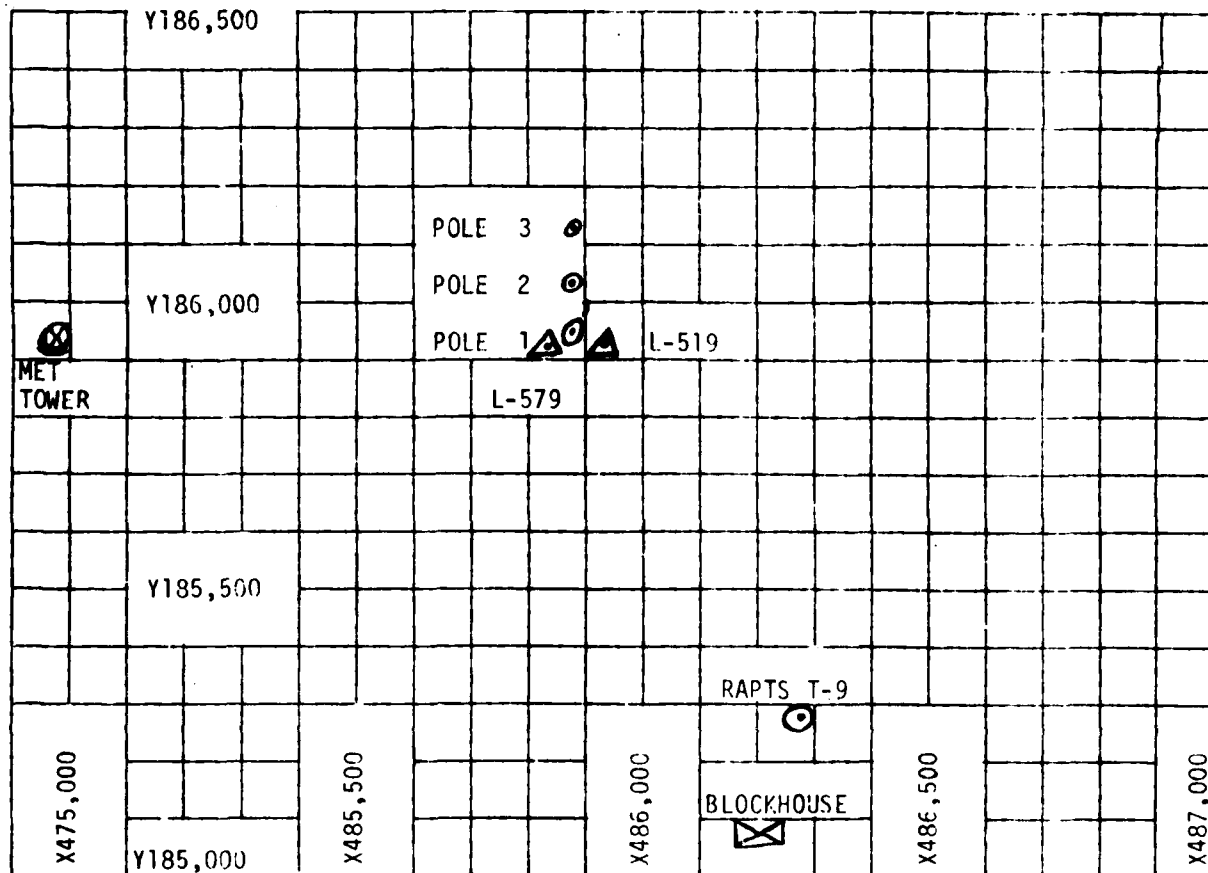 Y186,500
POLE 3
POLE 2
Y186,000
POLE 1
L-519
MET
TOWER
L-579
Y185,500
RAPTS T-9
X475,000
X485,500
X486,000
X486,500
X487,000
BLOCKHOUSE
Y185,000